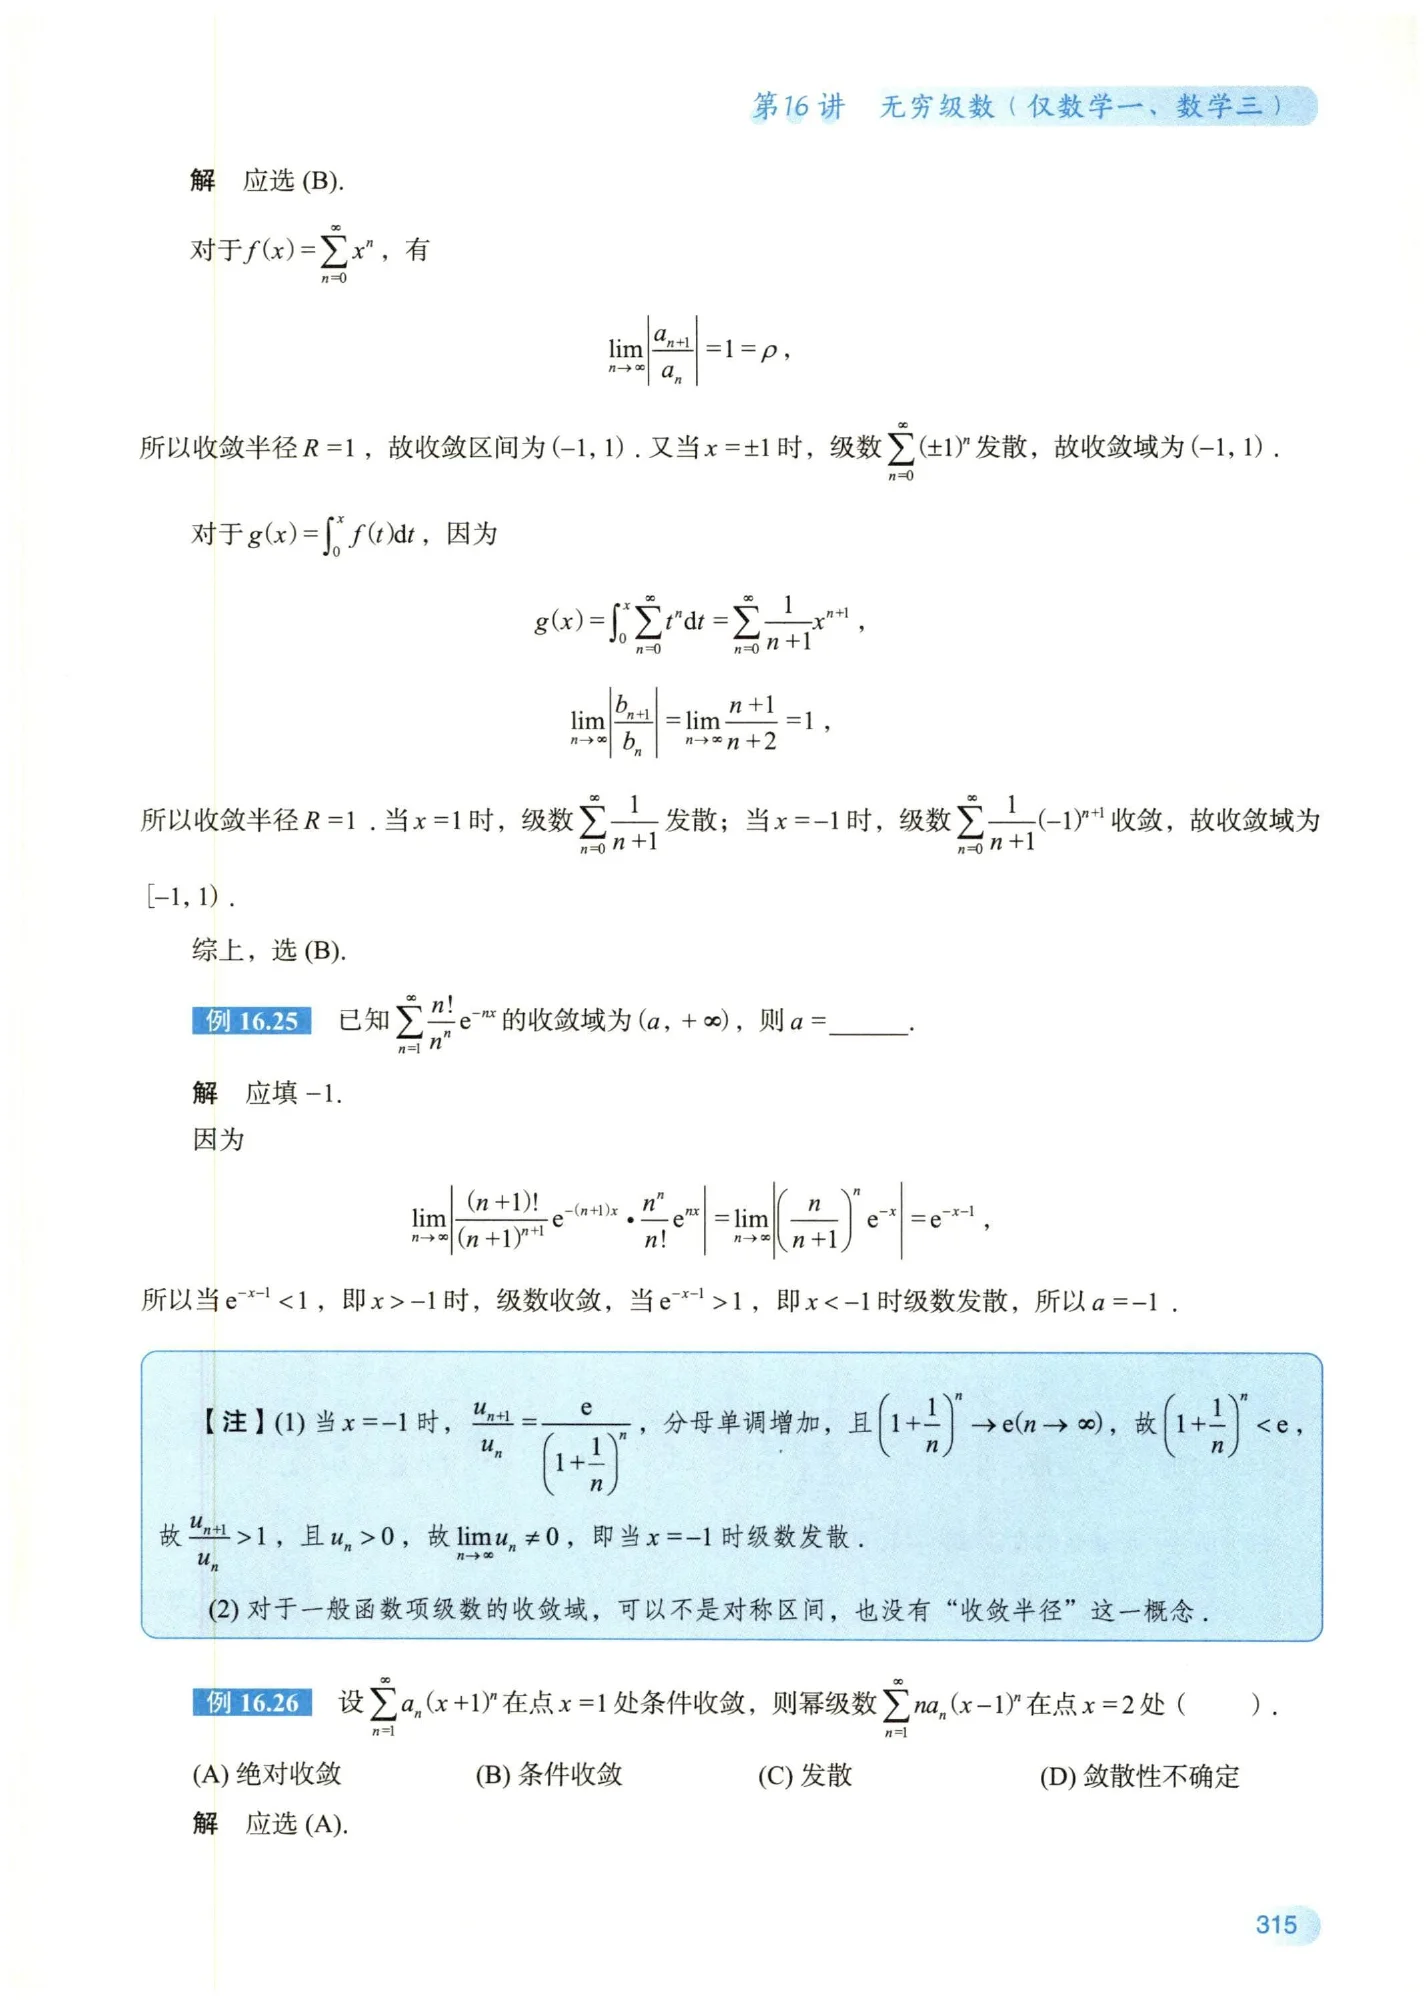 第16讲 无穷级数（仅数学一、数学三）
解 应选 (B).
对于 $f(x)=\sum_{n=0}^{\infty}x^n$，有
$\lim_{n\to\infty}\left|\frac{a_{n+1}}{a_n}\right|=1=\rho$，
所以收敛半径 $R=1$，故收敛区间为 $(-1,1)$. 又当 $x=\pm1$ 时，级数 $\sum_{n=0}^{\infty}(\pm1)^n$ 发散，故收敛域为 $(-1,1)$.
对于 $g(x)=\int_0^x f(t)\mathrm{d}t$，因为
$g(x)=\int_0^x\sum_{n=0}^{\infty}t^n\mathrm{d}t=\sum_{n=0}^{\infty}\frac{1}{n+1}x^{n+1}$，
$\lim_{n\to\infty}\left|\frac{b_{n+1}}{b_n}\right|=\lim_{n\to\infty}\frac{n+1}{n+2}=1$，
所以收敛半径 $R=1$. 当 $x=1$ 时，级数 $\sum_{n=0}^{\infty}\frac{1}{n+1}$ 发散；当 $x=-1$ 时，级数 $\sum_{n=0}^{\infty}\frac{1}{n+1}(-1)^{n+1}$ 收敛，故收敛域为
$[-1,1)$.
综上，选 (B).
例 16.25 已知 $\sum_{n=1}^{\infty}\frac{n!}{n^n}\mathrm{e}^{-nx}$ 的收敛域为 $(a,+\infty)$，则 $a=$______.
解 应填 $-1$.
因为
$\lim_{n\to\infty}\left|\frac{(n+1)!}{(n+1)^{n+1}}\mathrm{e}^{-(n+1)x}\cdot\frac{n^n}{n!}\mathrm{e}^{nx}\right|=\lim_{n\to\infty}\left|\left(\frac{n}{n+1}\right)^n\mathrm{e}^{-x}\right|=\mathrm{e}^{-x-1}$，
所以当 $\mathrm{e}^{-x-1}<1$，即 $x>-1$ 时，级数收敛，当 $\mathrm{e}^{-x-1}>1$，即 $x<-1$ 时级数发散，所以 $a=-1$.
【注】(1) 当 $x=-1$ 时，$\frac{u_{n+1}}{u_n}=\frac{\mathrm{e}}{\left(1+\frac{1}{n}\right)^n}$，分母单调增加，且 $\left(1+\frac{1}{n}\right)^n\to\mathrm{e}(n\to\infty)$，故 $\left(1+\frac{1}{n}\right)^n<\mathrm{e}$，
故 $\frac{u_{n+1}}{u_n}>1$，且 $u_n>0$，故 $\lim_{n\to\infty}u_n\neq0$，即当 $x=-1$ 时级数发散.
(2) 对于一般函数项级数的收敛域，可以不是对称区间，也没有“收敛半径”这一概念.
例 16.26 设 $\sum_{n=1}^{\infty}a_n(x+1)^n$ 在点 $x=1$ 处条件收敛，则幂级数 $\sum_{n=1}^{\infty}na_n(x-1)^n$ 在点 $x=2$ 处（ ）.
(A) 绝对收敛 (B) 条件收敛 (C) 发散 (D) 敛散性不确定
解 应选 (A).
315